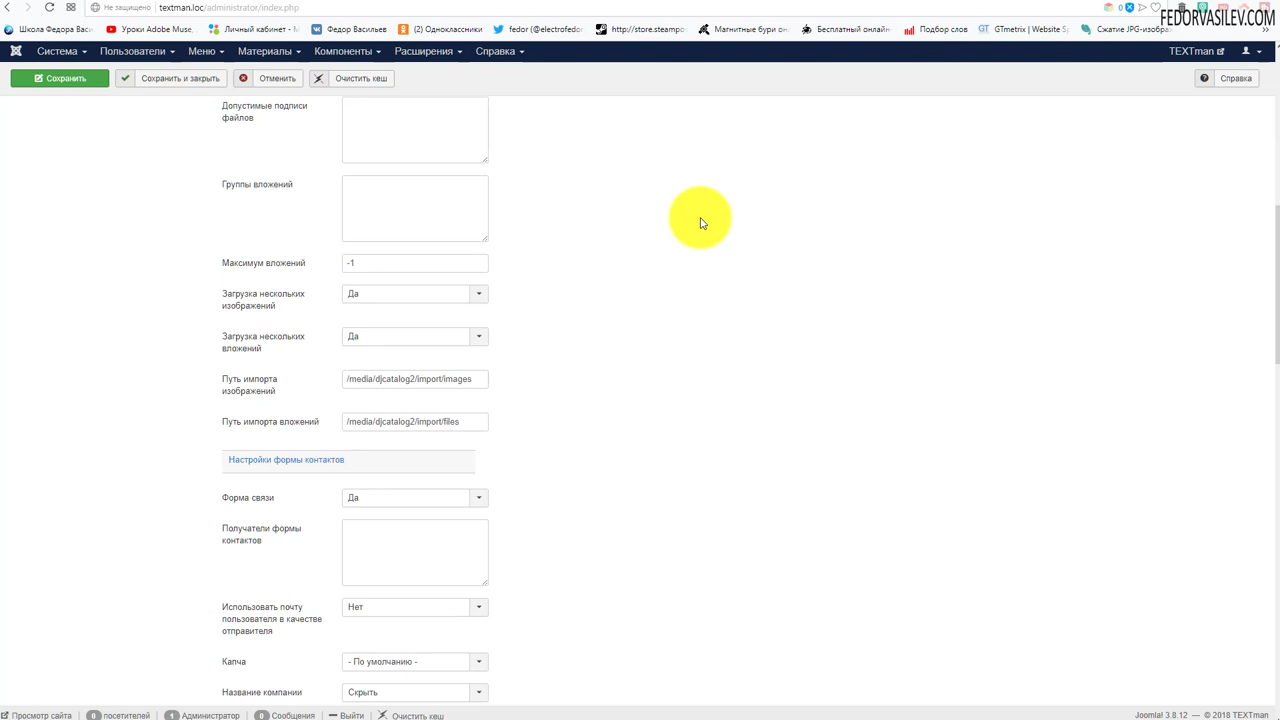 Не защищено textman.loc/administrator/index.php
FEDORVASILEV.COM
Школа Федора Васи. Уроки Adobe Muse, Личный кабинет - М Федор Васильев (2) Одноклассники fedor (@electrofedor http://store.steampo Магнитные бури он Бесплатный онлайн Подбор слов GTmetrix | Website S Сжатие JPG-изобра »
Система Пользователи Меню Материалы Компоненты Расширения Справка TEXTman
Сохранить Сохранить и закрыть Отменить Очистить кеш Справка
Допустимые подписи
файлов
Группы вложений
Максимум вложений -1
Загрузка нескольких
изображений
Да
Загрузка нескольких
вложений
Да
Путь импорта
изображений
/media/djcatalog2/import/images
Путь импорта вложений /media/djcatalog2/import/files
Настройки формы контактов
Форма связи Да
Получатели формы
контактов
Использовать почту
пользователя в качестве
отправителя
Нет
Капча - По умолчанию -
Название компании Скрыть
Просмотр сайта 0 посетителей 1 Администратор 0 Сообщения Выйти Очистить кеш Joomla! 3.8.12 — © 2018 TEXTman